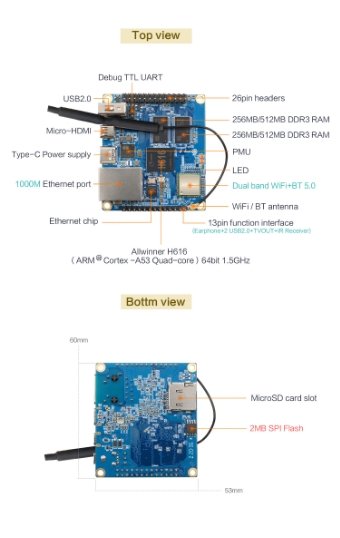 Top view
Debug TTL UART
USB2.0
26pin headers
256MB/512MB DDR3 RAM
256MB/512MB DDR3 RAM
Micro-HDMI
PMU
Type-C Power supply
LED
1000M Ethernet port
Dual band WiFi+BT 5.0
WiFi / BT antenna
Ethernet chip
13pin function interface
(Earphone+2 USB2.0+TVOUT+IR Receiver)
Allwinner H616
( ARM® Cortex -A53 Quad-core ) 64bit 1.5GHz
Bottm view
60mm
MicroSD card slot
2MB SPI Flash
53mm